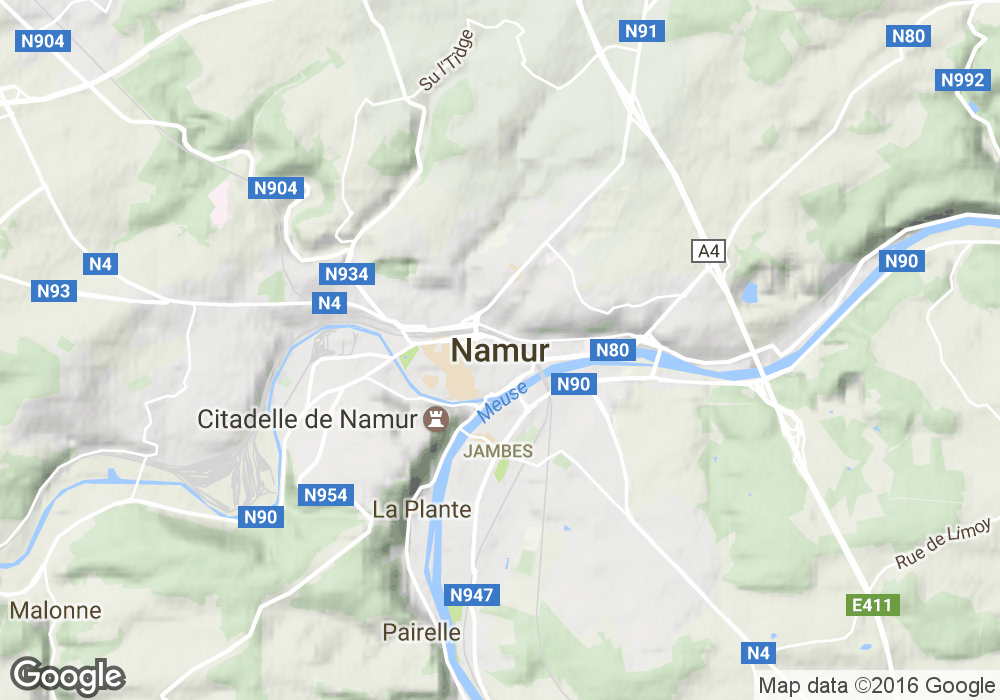 N904
N91
N80
Su l'Tidge
N992
N904
A4
N90
N4
N934
N93
N4
Namur
N80
N90
Meuse
Citadelle de Namur
JAMBES
N954
La Plante
N90
Rue de Limoy
N947
E411
Malonne
Pairelle
N4
Google
Map data ©2016 Google